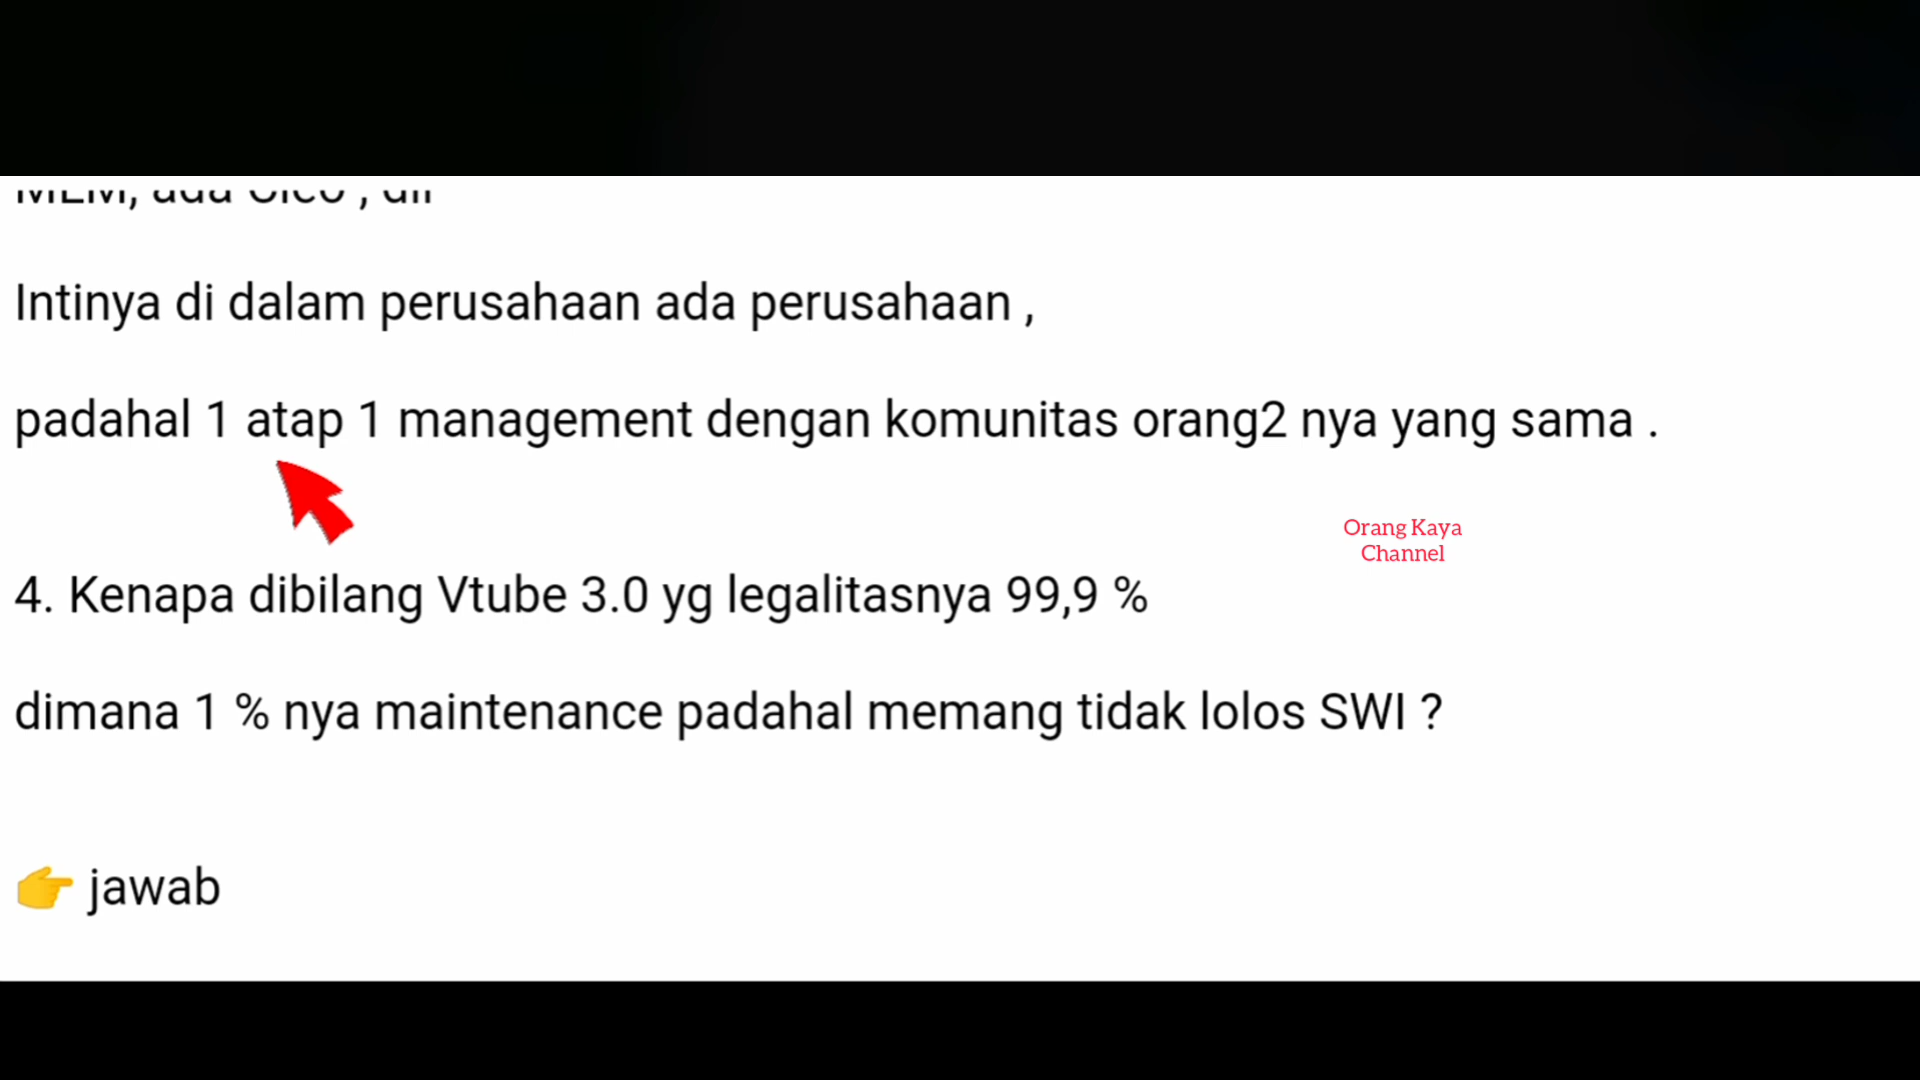 Intinya di dalam perusahaan ada perusahaan ,
padahal 1 atap 1 management dengan komunitas orang2 nya yang sama .
Orang Kaya
Channel
4. Kenapa dibilang Vtube 3.0 yg legalitasnya 99,9 %
dimana 1 % nya maintenance padahal memang tidak lolos SWI ?
👉 jawab